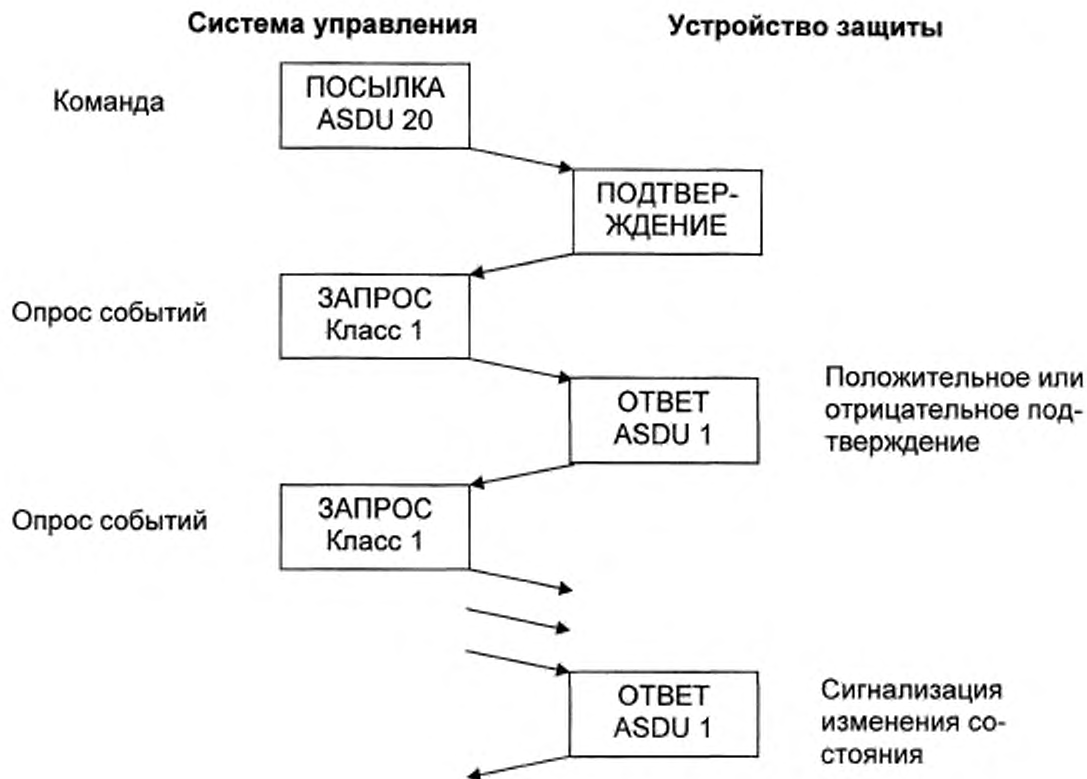 Система управления
Устройство защиты
Команда
ПОСЫЛКА
ASDU 20
ПОДТВЕР-
ЖДЕНИЕ
Опрос событий
ЗАПРОС
Класс 1
ОТВЕТ
ASDU 1
Положительное или
отрицательное под-
тверждение
Опрос событий
ЗАПРОС
Класс 1
ОТВЕТ
ASDU 1
Сигнализация
изменения со-
стояния